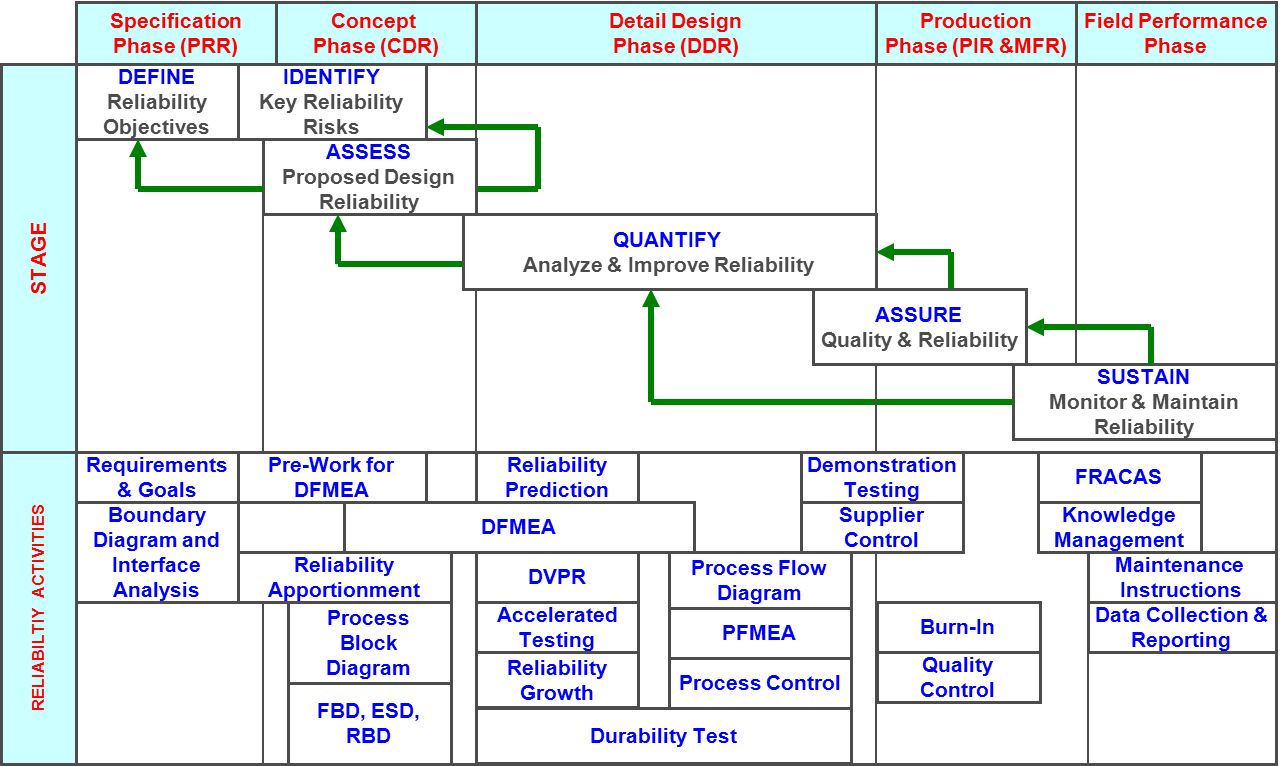 Specification
Phase (PRR)
Concept
Phase (CDR)
Detail Design
Phase (DDR)
Production
Phase (PIR &MFR)
Field Performance
Phase
STAGE
DEFINE
Reliability
Objectives
IDENTIFY
Key Reliability
Risks
ASSESS
Proposed Design
Reliability
QUANTIFY
Analyze & Improve Reliability
ASSURE
Quality & Reliability
SUSTAIN
Monitor & Maintain
Reliability
RELIABILTIY ACTIVITIES
Requirements
& Goals
Boundary
Diagram and
Interface
Analysis
Pre-Work for
DFMEA
DFMEA
Reliability
Apportionment
Process
Block
Diagram
FBD, ESD,
RBD
Reliability
Prediction
DVPR
Accelerated
Testing
Reliability
Growth
Durability Test
Process Flow
Diagram
PFMEA
Process Control
Demonstration
Testing
Supplier
Control
Burn-In
Quality
Control
FRACAS
Knowledge
Management
Maintenance
Instructions
Data Collection &
Reporting